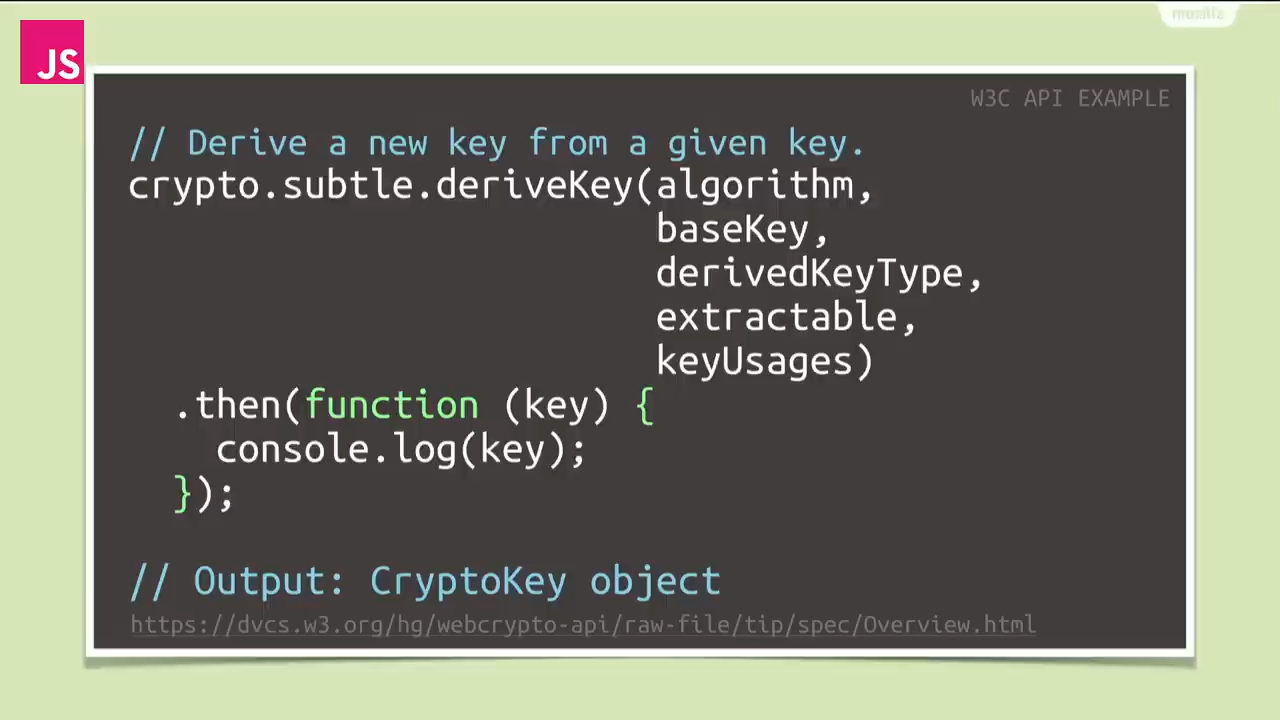 mozilla
JS
W3C API EXAMPLE
// Derive a new key from a given key.
crypto.subtle.deriveKey(algorithm,
baseKey,
derivedKeyType,
extractable,
keyUsages)
.then(function (key) {
console.log(key);
});
// Output: CryptoKey object
https://dvcs.w3.org/hg/webcrypto-api/raw-file/tip/spec/Overview.html